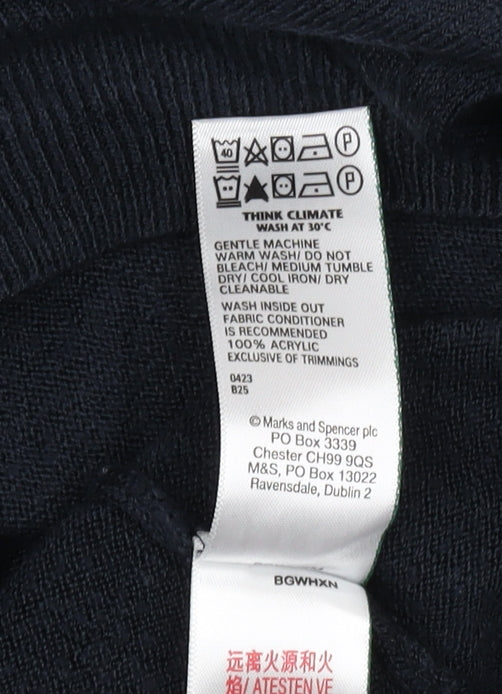 40 P
P
THINK CLIMATE
WASH AT 30°C
GENTLE MACHINE
WARM WASH/ DO NOT
BLEACH/ MEDIUM TUMBLE
DRY/ COOL IRON/ DRY
CLEANABLE
WASH INSIDE OUT
FABRIC CONDITIONER
IS RECOMMENDED
100% ACRYLIC
EXCLUSIVE OF TRIMMINGS
0423
B25
© Marks and Spencer plc
PO Box 3339
Chester CH99 9QS
M&S, PO Box 13022
Ravensdale, Dublin 2
BGWHXN
远离火源和火
焰/ ATESTEN VE